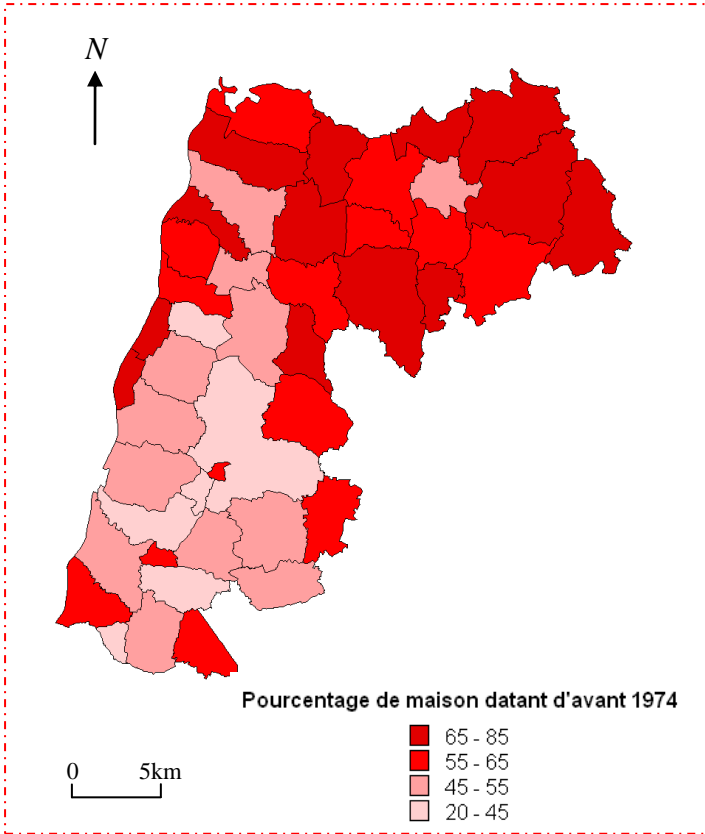 N
Pourcentage de maison datant d'avant 1974
65 - 85
55 - 65
45 - 55
20 - 45
0 5km